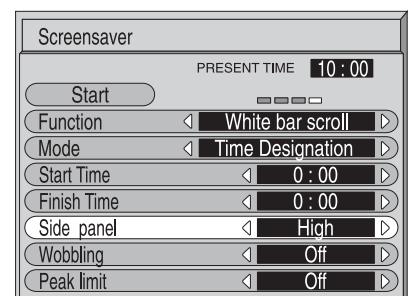 Screensaver
PRESENT TIME 10 : 00
Start
Function White bar scroll
Mode Time Designation
Start Time 0 : 00
Finish Time 0 : 00
Side panel High
Wobbling Off
Peak limit Off